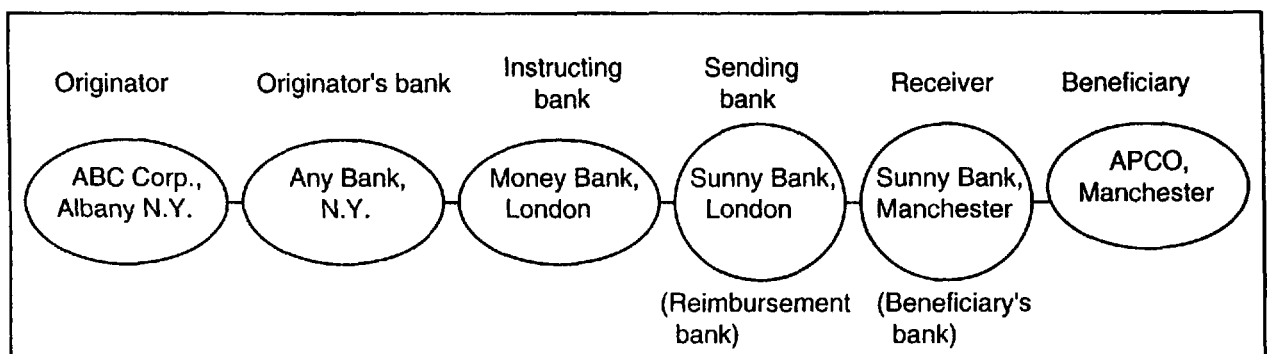 Originator
Originator's bank
Instructing
bank
Sending
bank
Receiver
Beneficiary
ABC Corp.,
Albany N.Y.
Any Bank,
N.Y.
Money Bank,
London
Sunny Bank,
London
Sunny Bank,
Manchester
APCO,
Manchester
(Reimbursement
bank)
(Beneficiary's
bank)